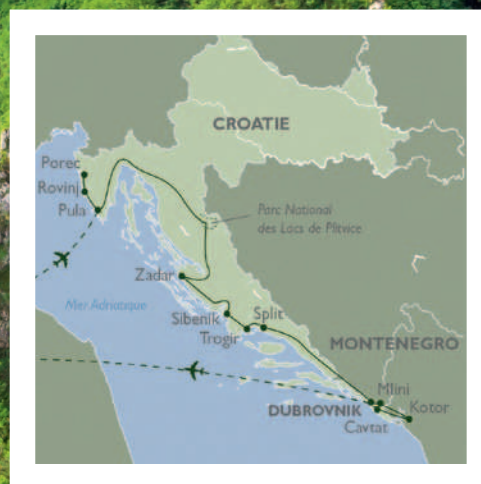 CROATIE
Porec
Rovinj
Pula
Parc National
des Lacs de Plitvice
Zadar
Mer Adriatique
Sibenik
Split
Trogir
MONTENEGRO
Mlini
DUBROVNIK
Kotor
Cavtat